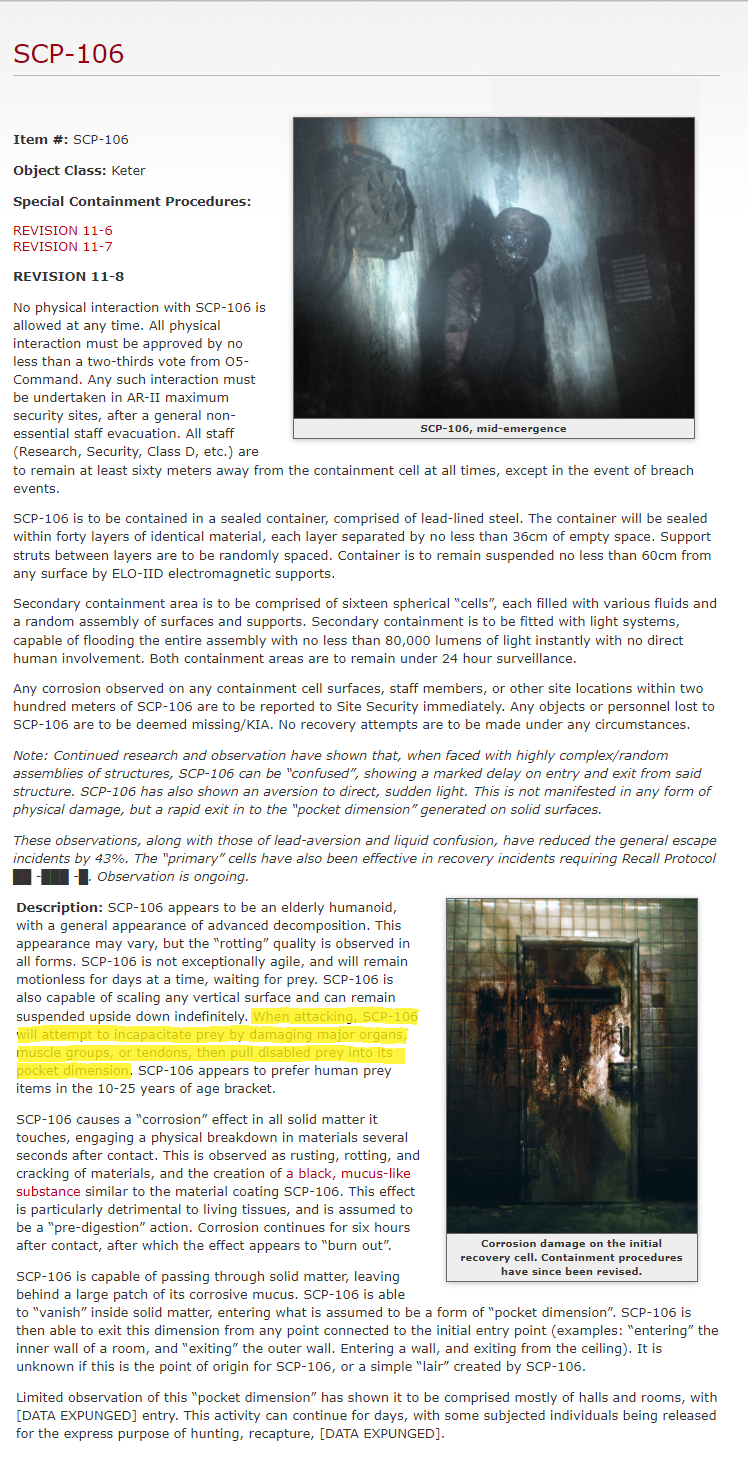 SCP-106
Item #: SCP-106
Object Class: Keter
Special Containment Procedures:
REVISION 11-6
REVISION 11-7
REVISION 11-8
No physical interaction with SCP-106 is
allowed at any time. All physical
interaction must be approved by no
less than a two-thirds vote from O5-
Command. Any such interaction must
be undertaken in AR-II maximum
security sites, after a general non-
essential staff evacuation. All staff
(Research, Security, Class D, etc.) are
to remain at least sixty meters away from the containment cell at all times, except in the event of breach
events.
SCP-106, mid-emergence
SCP-106 is to be contained in a sealed container, comprised of lead-lined steel. The container will be sealed
within forty layers of identical material, each layer separated by no less than 36cm of empty space. Support
struts between layers are to be randomly spaced. Container is to remain suspended no less than 60cm from
any surface by ELO-IID electromagnetic supports.
Secondary containment area is to be comprised of sixteen spherical “cells”, each filled with various fluids and
a random assembly of surfaces and supports. Secondary containment is to be fitted with light systems,
capable of flooding the entire assembly with no less than 80,000 lumens of light instantly with no direct
human involvement. Both containment areas are to remain under 24 hour surveillance.
Any corrosion observed on any containment cell surfaces, staff members, or other site locations within two
hundred meters of SCP-106 are to be reported to Site Security immediately. Any objects or personnel lost to
SCP-106 are to be deemed missing/KIA. No recovery attempts are to be made under any circumstances.
Note: Continued research and observation have shown that, when faced with highly complex/random
assemblies of structures, SCP-106 can be “confused”, showing a marked delay on entry and exit from said
structure. SCP-106 has also shown an aversion to direct, sudden light. This is not manifested in any form of
physical damage, but a rapid exit in to the “pocket dimension” generated on solid surfaces.
These observations, along with those of lead-aversion and liquid confusion, have reduced the general escape
incidents by 43%. The “primary” cells have also been effective in recovery incidents requiring Recall Protocol
██ -███ -█. Observation is ongoing.
Description: SCP-106 appears to be an elderly humanoid,
with a general appearance of advanced decomposition. This
appearance may vary, but the “rotting” quality is observed in
all forms. SCP-106 is not exceptionally agile, and will remain
motionless for days at a time, waiting for prey. SCP-106 is
also capable of scaling any vertical surface and can remain
suspended upside down indefinitely. When attacking, SCP-106
will attempt to incapacitate prey by damaging major organs,
muscle groups, or tendons, then pull disabled prey into its
pocket dimension. SCP-106 appears to prefer human prey
items in the 10-25 years of age bracket.
SCP-106 causes a “corrosion” effect in all solid matter it
touches, engaging a physical breakdown in materials several
seconds after contact. This is observed as rusting, rotting, and
cracking of materials, and the creation of a black, mucus-like
substance similar to the material coating SCP-106. This effect
is particularly detrimental to living tissues, and is assumed to
be a “pre-digestion” action. Corrosion continues for six hours
after contact, after which the effect appears to “burn out”.
Corrosion damage on the initial
recovery cell. Containment procedures
have since been revised.
SCP-106 is capable of passing through solid matter, leaving
behind a large patch of its corrosive mucus. SCP-106 is able
to “vanish” inside solid matter, entering what is assumed to be a form of “pocket dimension”. SCP-106 is
then able to exit this dimension from any point connected to the initial entry point (examples: “entering” the
inner wall of a room, and “exiting” the outer wall. Entering a wall, and exiting from the ceiling). It is
unknown if this is the point of origin for SCP-106, or a simple “lair” created by SCP-106.
Limited observation of this “pocket dimension” has shown it to be comprised mostly of halls and rooms, with
[DATA EXPUNGED] entry. This activity can continue for days, with some subjected individuals being released
for the express purpose of hunting, recapture, [DATA EXPUNGED].